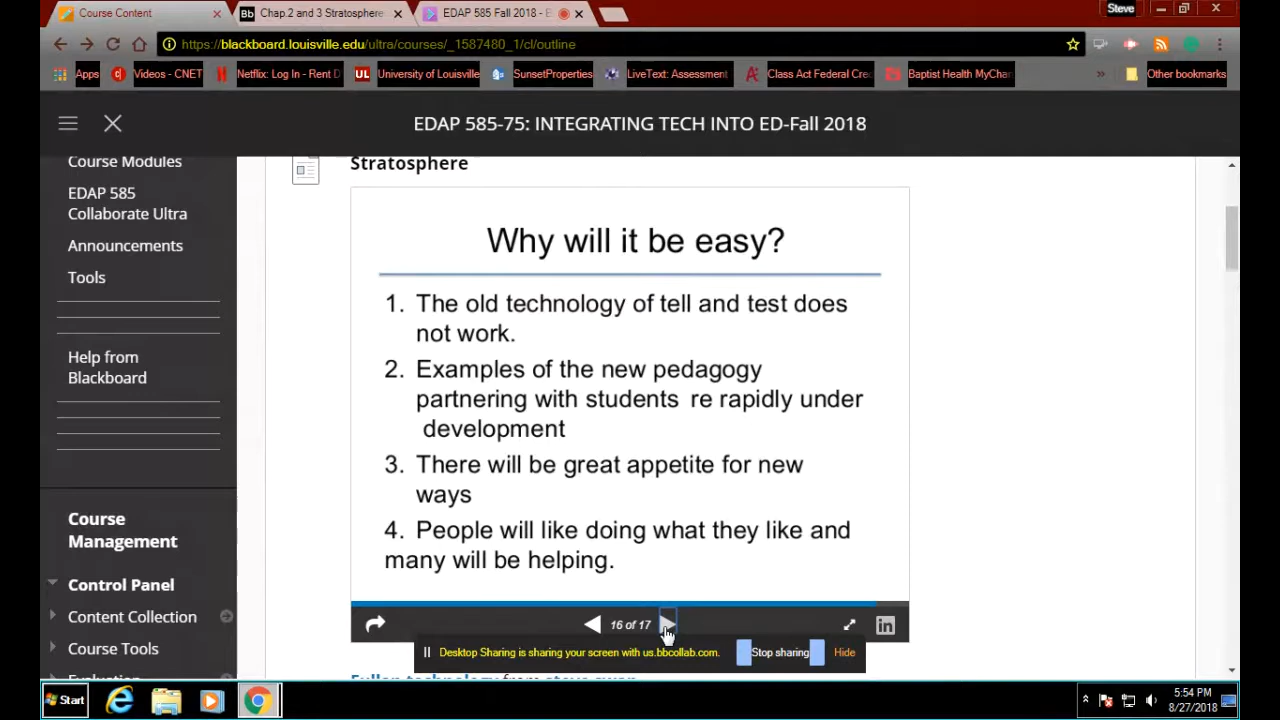 Course Content
Bb Chap.2 and 3 Stratosphere
EDAP 585 Fall 2018 - E
Steve
https://blackboard.louisville.edu/ultra/courses/_1587480_1/cl/outline
Apps
Videos - CNET
Netflix: Log In - Rent D
UL University of Louisville
SunsetProperties
LiveText: Assessment
Class Act Federal Cre
Baptist Health MyChar
»
Other bookmarks
EDAP 585-75: INTEGRATING TECH INTO ED-Fall 2018
Course Modules
EDAP 585
Collaborate Ultra
Announcements
Tools
Help from
Blackboard
Course
Management
Control Panel
Content Collection
Course Tools
Stratosphere
Why will it be easy?
1. The old technology of tell and test does
not work.
2. Examples of the new pedagogy
partnering with students re rapidly under
development
3. There will be great appetite for new
ways
4. People will like doing what they like and
many will be helping.
16 of 17
in
Desktop Sharing is sharing your screen with us.bbcollab.com.
Stop sharing
Hide
Start
5:54 PM
8/27/2018